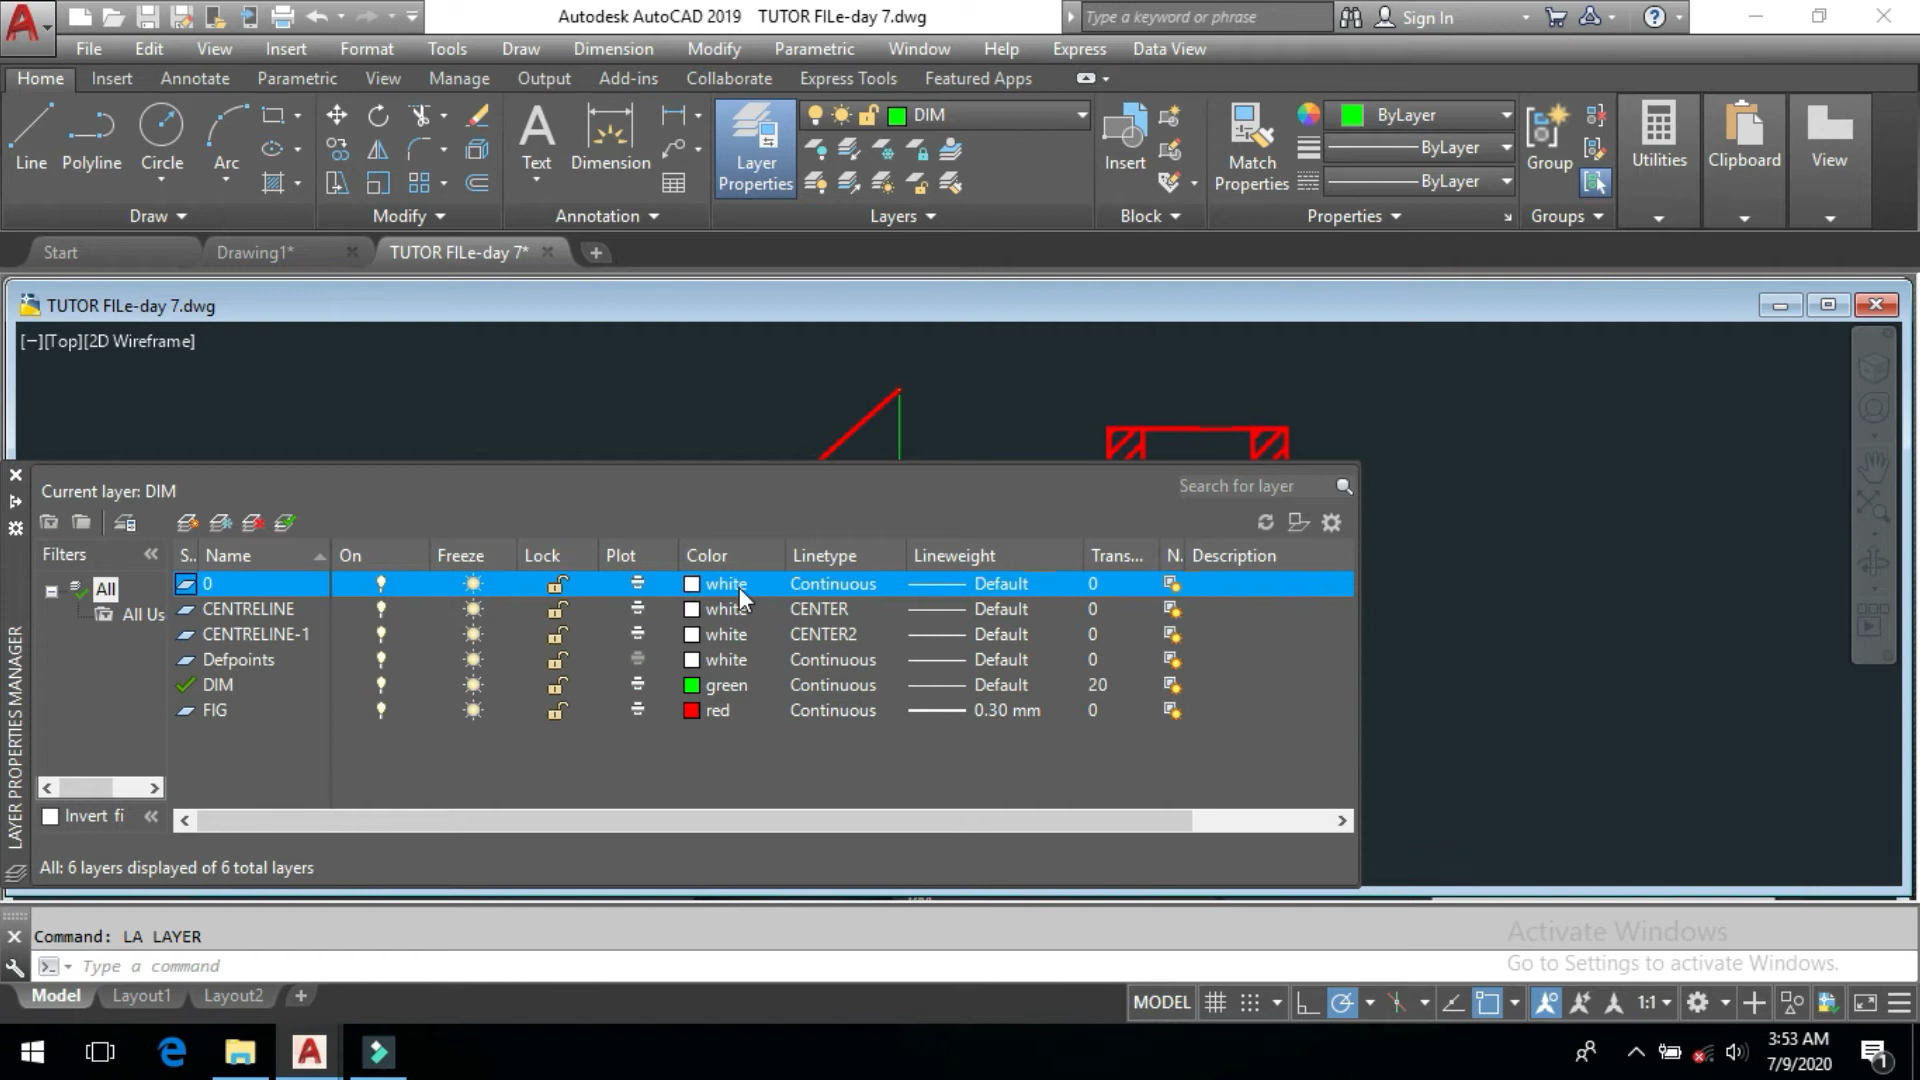 Autodesk AutoCAD 2019 TUTOR FILe-day 7.dwg
Type a keyword or phrase
Sign In
File Edit View Insert Format Tools Draw Dimension Modify Parametric Window Help Express Data View
Home Insert Annotate Parametric View Manage Output Add-ins Collaborate Express Tools Featured Apps
DIM
ByLayer
Line Polyline Circle Arc
Text Dimension
Layer Properties
Insert
Match Properties
ByLayer
ByLayer
Group
Utilities Clipboard View
Draw Modify Annotation Layers Block Properties Groups
Start Drawing1* TUTOR FILe-day 7*
TUTOR FILe-day 7.dwg
[−][Top][2D Wireframe]
Current layer: DIM
Search for layer
Filters
S.. Name On Freeze Lock Plot Color Linetype Lineweight Trans... N. Description
All
All Us
0 white Continuous Default 0
CENTRELINE white CENTER Default 0
CENTRELINE-1 white CENTER2 Default 0
Defpoints white Continuous Default 0
DIM green Continuous Default 20
FIG red Continuous 0.30 mm 0
Invert fi
All: 6 layers displayed of 6 total layers
LAYER PROPERTIES MANAGER
Command: LA LAYER
Type a command
Activate Windows
Go to Settings to activate Windows.
Model Layout1 Layout2
MODEL
1:1
3:53 AM
7/9/2020
1